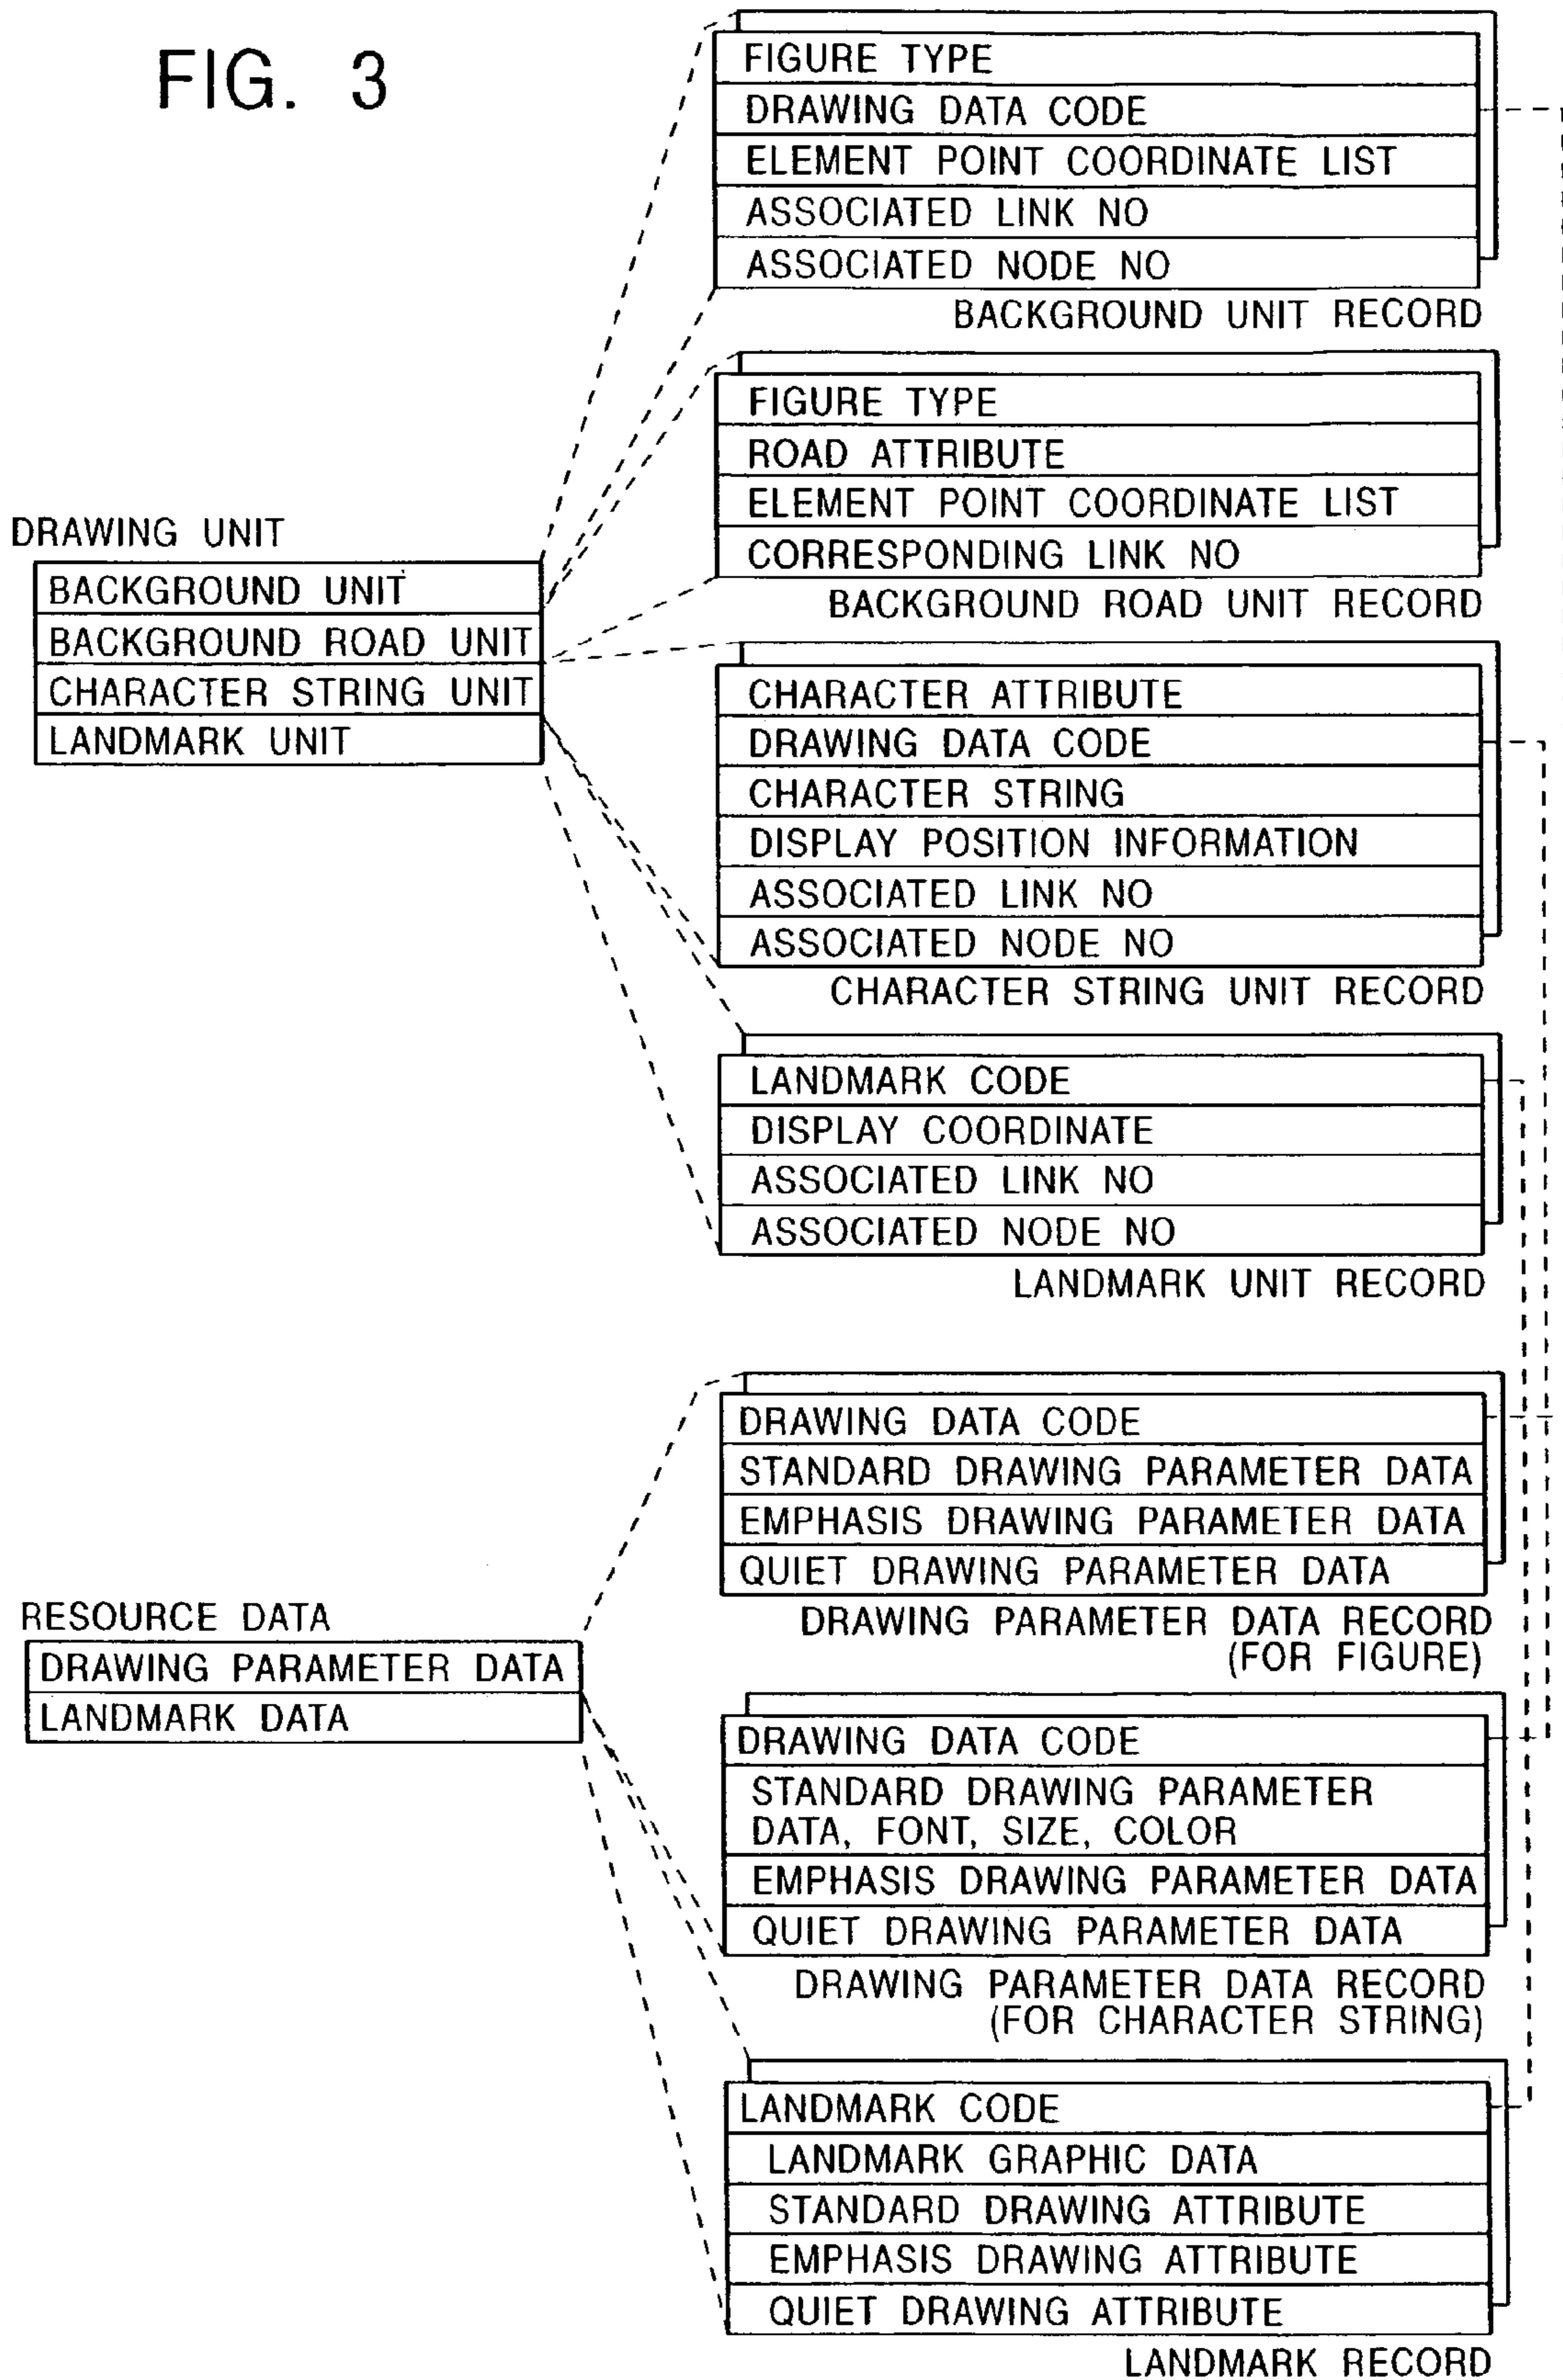 FIG. 3
FIGURE TYPE
DRAWING DATA CODE
ELEMENT POINT COORDINATE LIST
ASSOCIATED LINK NO
ASSOCIATED NODE NO
BACKGROUND UNIT RECORD
FIGURE TYPE
ROAD ATTRIBUTE
ELEMENT POINT COORDINATE LIST
CORRESPONDING LINK NO
BACKGROUND ROAD UNIT RECORD
DRAWING UNIT
BACKGROUND UNIT
BACKGROUND ROAD UNIT
CHARACTER STRING UNIT
LANDMARK UNIT
CHARACTER ATTRIBUTE
DRAWING DATA CODE
CHARACTER STRING
DISPLAY POSITION INFORMATION
ASSOCIATED LINK NO
ASSOCIATED NODE NO
CHARACTER STRING UNIT RECORD
LANDMARK CODE
DISPLAY COORDINATE
ASSOCIATED LINK NO
ASSOCIATED NODE NO
LANDMARK UNIT RECORD
DRAWING DATA CODE
STANDARD DRAWING PARAMETER DATA
EMPHASIS DRAWING PARAMETER DATA
QUIET DRAWING PARAMETER DATA
DRAWING PARAMETER DATA RECORD
(FOR FIGURE)
RESOURCE DATA
DRAWING PARAMETER DATA
LANDMARK DATA
DRAWING DATA CODE
STANDARD DRAWING PARAMETER
DATA, FONT, SIZE, COLOR
EMPHASIS DRAWING PARAMETER DATA
QUIET DRAWING PARAMETER DATA
DRAWING PARAMETER DATA RECORD
(FOR CHARACTER STRING)
LANDMARK CODE
LANDMARK GRAPHIC DATA
STANDARD DRAWING ATTRIBUTE
EMPHASIS DRAWING ATTRIBUTE
QUIET DRAWING ATTRIBUTE
LANDMARK RECORD